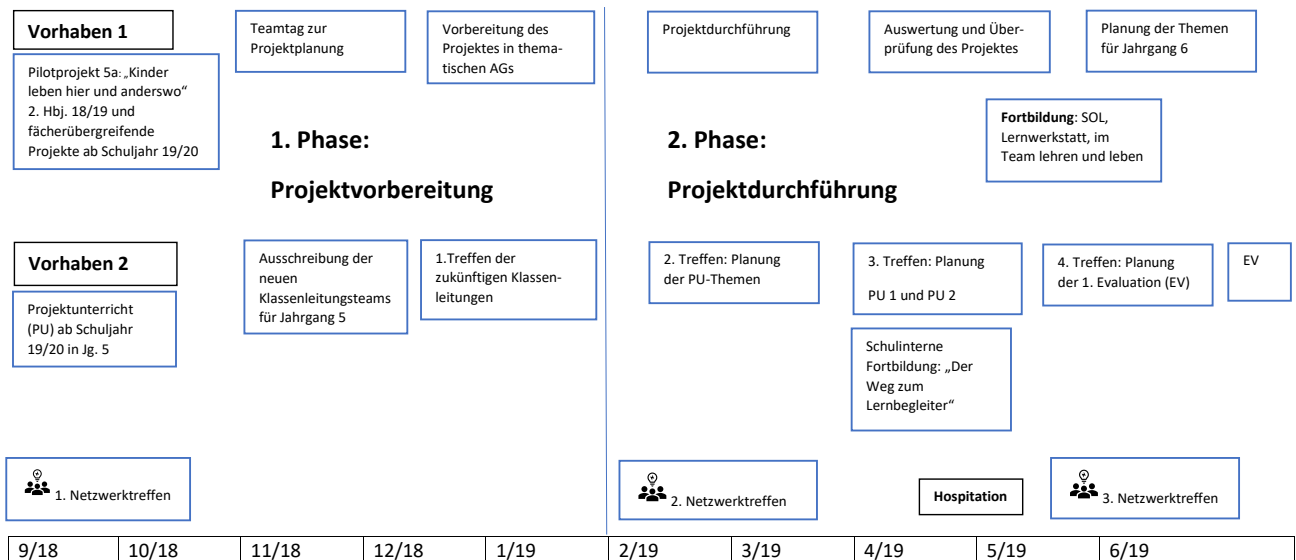 Vorhaben 1
Pilotprojekt 5a: „Kinder
leben hier und anderswo“
2. Hbj. 18/19 und
fächerübergreifende
Projekte ab Schuljahr 19/20
Teamtag zur
Projektplanung
Vorbereitung des
Projektes in thema-
tischen AGs
Projektdurchführung
Auswertung und Über-
prüfung des Projektes
Planung der Themen
für Jahrgang 6
Fortbildung: SOL,
Lernwerkstatt, im
Team lehren und leben
1. Phase:
Projektvorbereitung
2. Phase:
Projektdurchführung
Vorhaben 2
Projektunterricht
(PU) ab Schuljahr
19/20 in Jg. 5
Ausschreibung der
neuen
Klassenleitungsteams
für Jahrgang 5
1.Treffen der
zukünftigen Klassen-
leitungen
2. Treffen: Planung
der PU-Themen
3. Treffen: Planung
PU 1 und PU 2
4. Treffen: Planung
der 1. Evaluation (EV)
EV
Schulinterne
Fortbildung: „Der
Weg zum
Lernbegleiter“
1. Netzwerktreffen
2. Netzwerktreffen
Hospitation
3. Netzwerktreffen
9/18 10/18 11/18 12/18 1/19 2/19 3/19 4/19 5/19 6/19